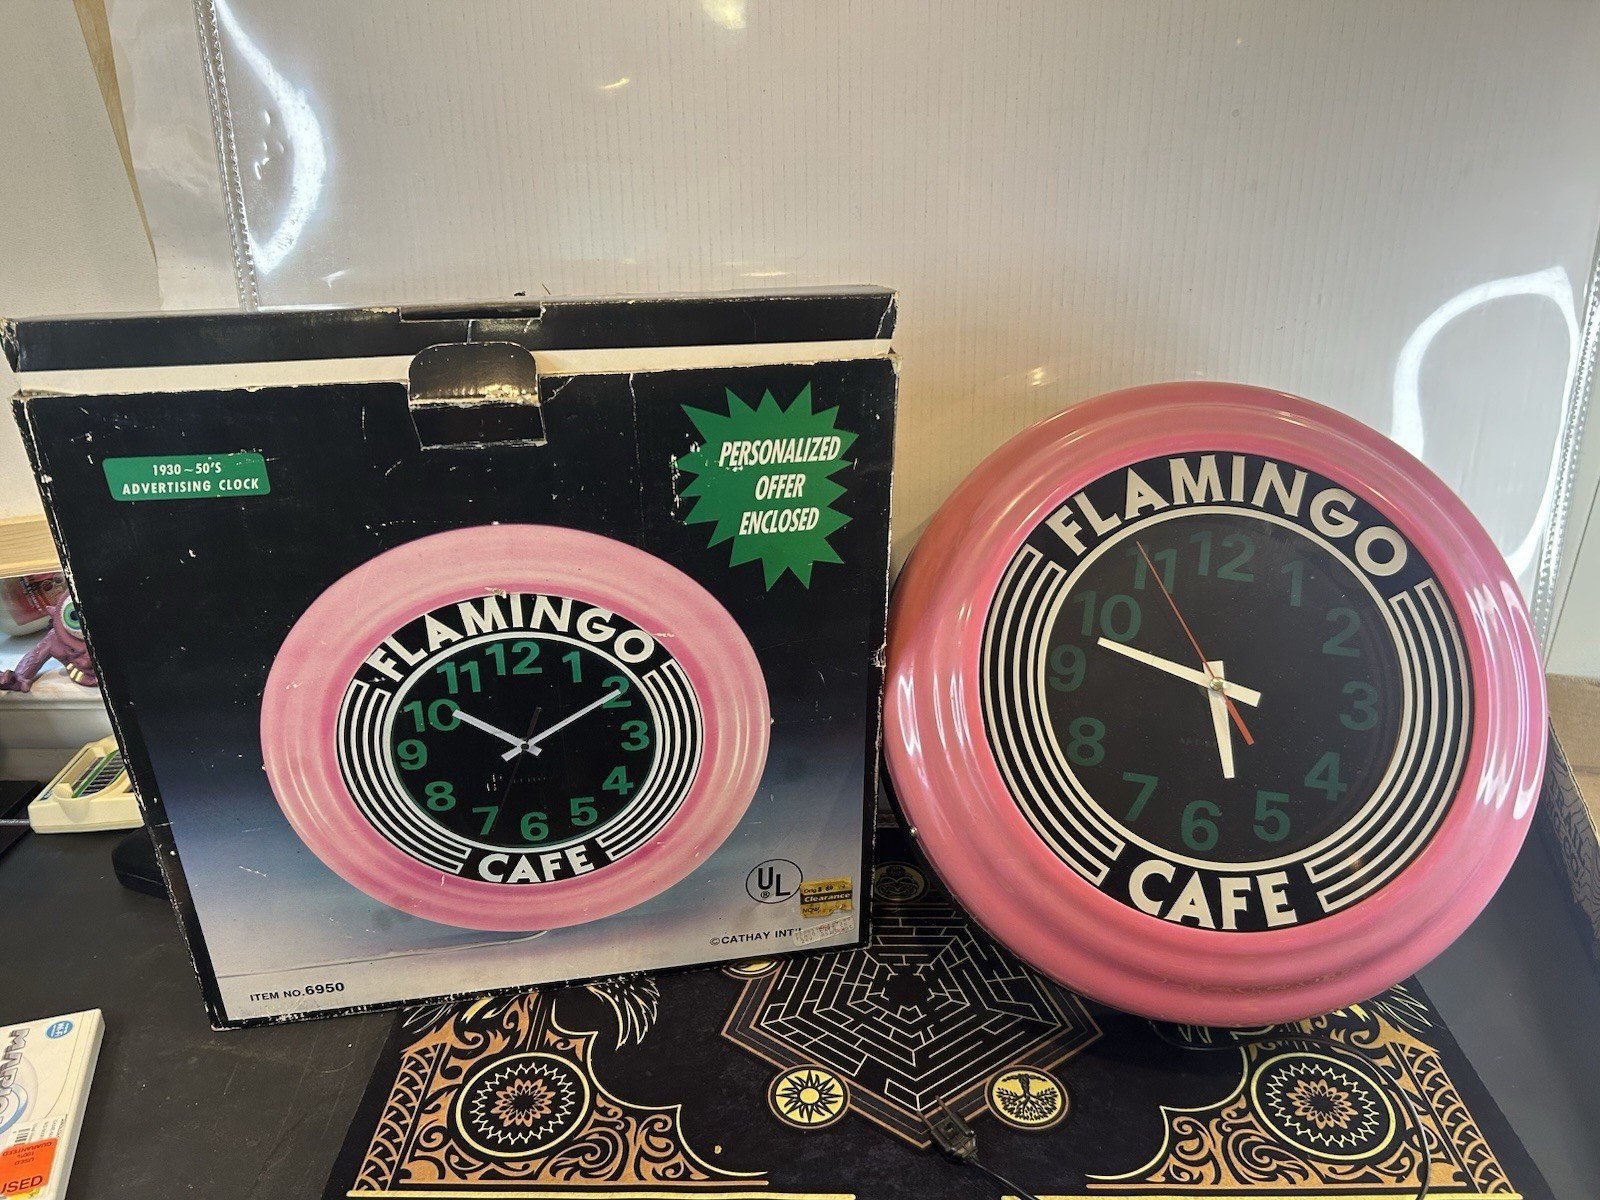 1930~50'S
ADVERTISING CLOCK
PERSONALIZED
OFFER
ENCLOSED
FLAMINGO
11 12 1
10 2
9 3
8 4
7 6 5
CAFE
UL
®
Clearance
NOW
©CATHAY INT'L
ITEM NO.6950
FLAMINGO
11 12 1
10 2
9 3
8 4
7 6 5
CAFE
USED